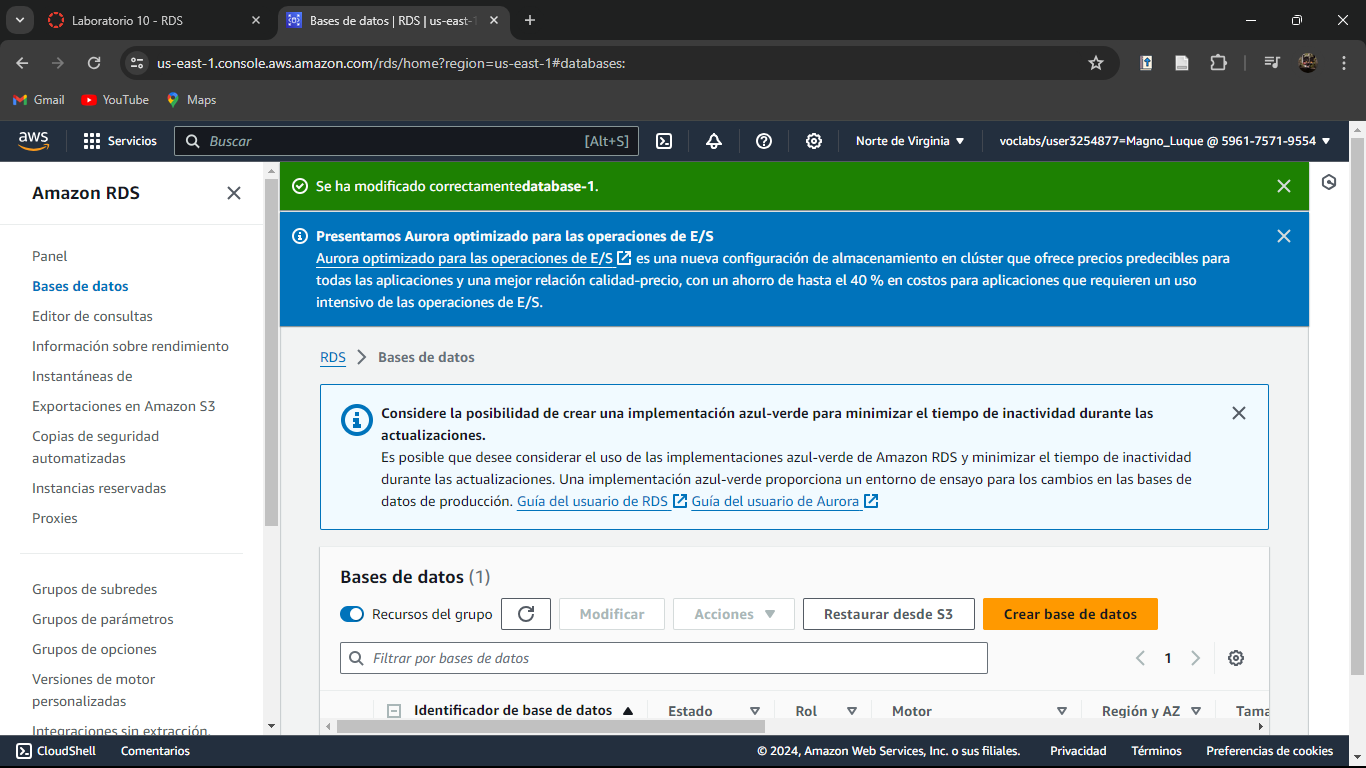 Laboratorio 10 - RDS
Bases de datos | RDS | us-east-1
us-east-1.console.aws.amazon.com/rds/home?region=us-east-1#databases:
Gmail
YouTube
Maps
aws
Servicios
Buscar
[Alt+S]
Norte de Virginia
voclabs/user3254877=Magno_Luque @ 5961-7571-9554
Amazon RDS
Panel
Bases de datos
Editor de consultas
Información sobre rendimiento
Instantáneas de
Exportaciones en Amazon S3
Copias de seguridad
automatizadas
Instancias reservadas
Proxies
Grupos de subredes
Grupos de parámetros
Grupos de opciones
Versiones de motor
personalizadas
Integraciones sin extracción,
Se ha modificado correctamentedatabase-1.
Presentamos Aurora optimizado para las operaciones de E/S
Aurora optimizado para las operaciones de E/S es una nueva configuración de almacenamiento en clúster que ofrece precios predecibles para
todas las aplicaciones y una mejor relación calidad-precio, con un ahorro de hasta el 40 % en costos para aplicaciones que requieren un uso
intensivo de las operaciones de E/S.
RDS
Bases de datos
Considere la posibilidad de crear una implementación azul-verde para minimizar el tiempo de inactividad durante las
actualizaciones.
Es posible que desee considerar el uso de las implementaciones azul-verde de Amazon RDS y minimizar el tiempo de inactividad
durante las actualizaciones. Una implementación azul-verde proporciona un entorno de ensayo para los cambios en las bases de
datos de producción. Guía del usuario de RDS Guía del usuario de Aurora
Bases de datos (1)
Recursos del grupo
Modificar
Acciones
Restaurar desde S3
Crear base de datos
Filtrar por bases de datos
1
Identificador de base de datos
Estado
Rol
Motor
Región y AZ
Tama
CloudShell
Comentarios
© 2024, Amazon Web Services, Inc. o sus filiales.
Privacidad
Términos
Preferencias de cookies